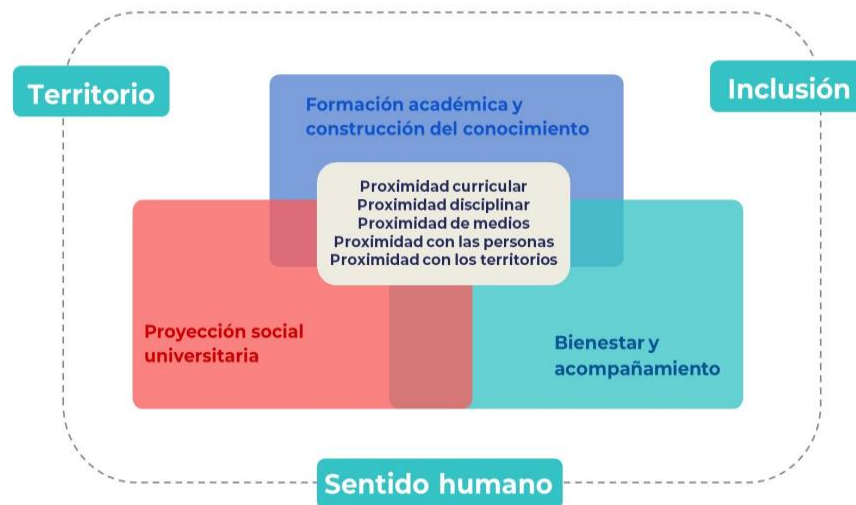 Territorio
Inclusión
Formación académica y
construcción del conocimiento
Proximidad curricular
Proximidad disciplinar
Proximidad de medios
Proximidad con las personas
Proximidad con los territorios
Proyección social
universitaria
Bienestar y
acompañamiento
Sentido humano